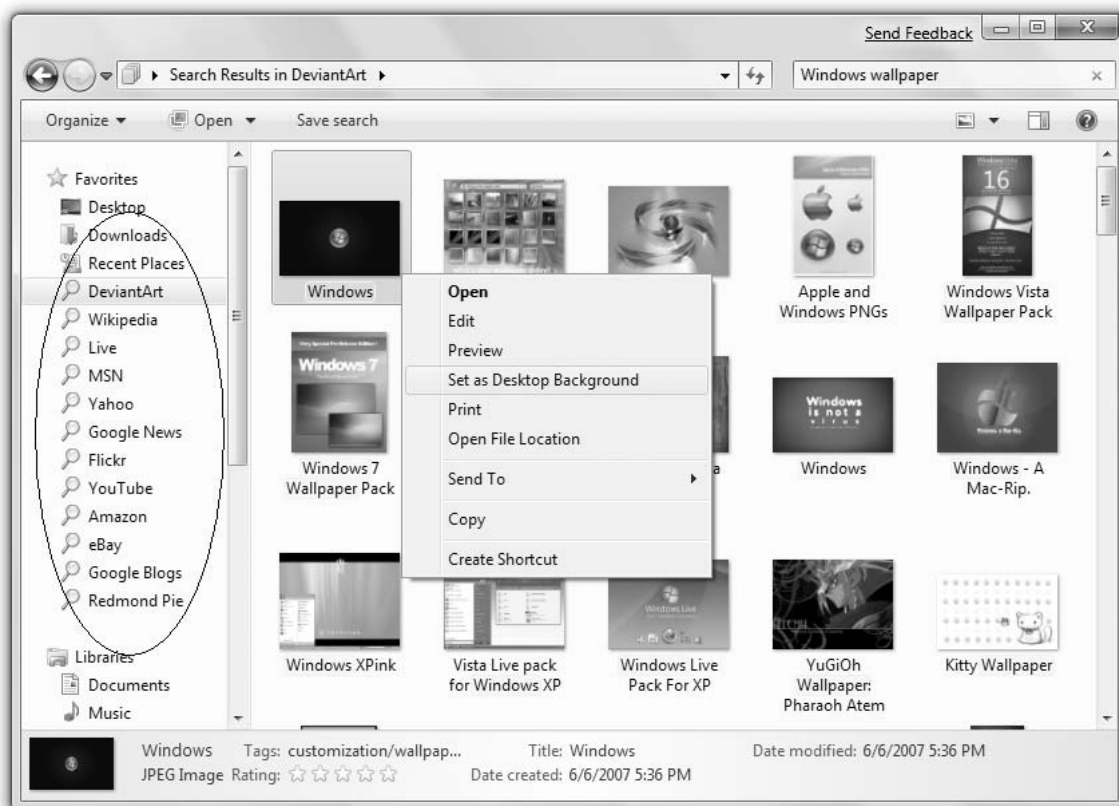 Send Feedback
Search Results in DeviantArt
Windows wallpaper
Organize
Open
Save search
Favorites
Desktop
Downloads
Recent Places
DeviantArt
Wikipedia
Live
MSN
Yahoo
Google News
Flickr
YouTube
Amazon
eBay
Google Blogs
Redmond Pie
Libraries
Documents
Music
Windows
Apple and
Windows PNGs
Windows Vista
16
Windows Vista
Wallpaper Pack
Open
Edit
Preview
Set as Desktop Background
Print
Open File Location
Send To
Copy
Create Shortcut
Windows 7
Windows 7
Wallpaper Pack
a
Windows
is not a
virus
Windows
Windows - A
Mac-Rip.
Windows XPink
Vista Live pack
for Windows XP
Windows Live
Windows Live
Pack For XP
YuGiOh
Wallpaper:
Pharaoh Atem
Kitty Wallpaper
Windows Tags: customization/wallpap... Title: Windows Date modified: 6/6/2007 5:36 PM
JPEG Image Rating: Date created: 6/6/2007 5:36 PM